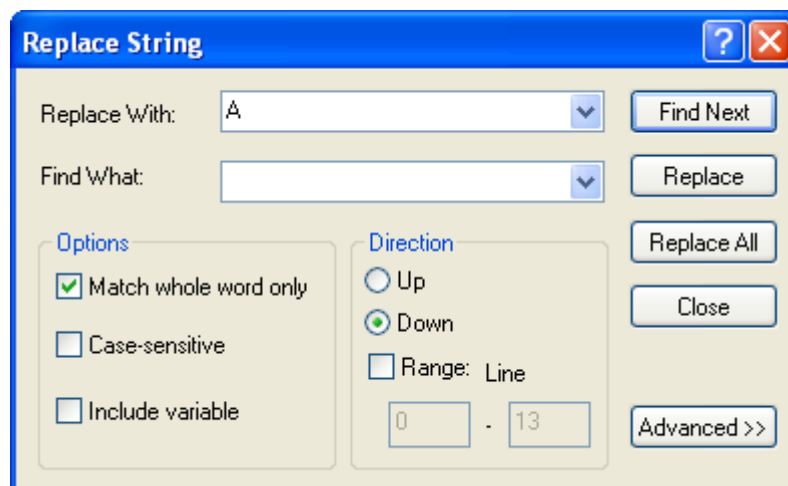 Replace String
Replace With: A
Find Next
Find What:
Replace
Options
Direction
Replace All
Match whole word only
Up
Down
Close
Case-sensitive
Range: Line
Include variable
0 - 13
Advanced >>